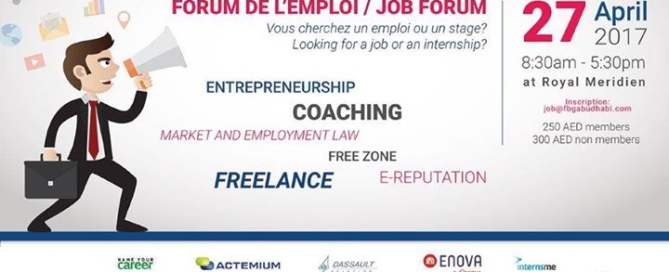 FORUM DE L'EMPLOI / JOB FORUM
Vous cherchez un emploi ou un stage?
Looking for a job or an internship?
ENTREPRENEURSHIP
COACHING
MARKET AND EMPLOYMENT LAW
FREE ZONE
FREELANCE
E-REPUTATION
27 April
2017
8:30am - 5:30pm
at Royal Meridien
Inscription:
job@fbgabudhabi.com
250 AED members
300 AED non members
NAME YOUR
career
ACTEMIUM
DASSAULT
ENOVA
internsme